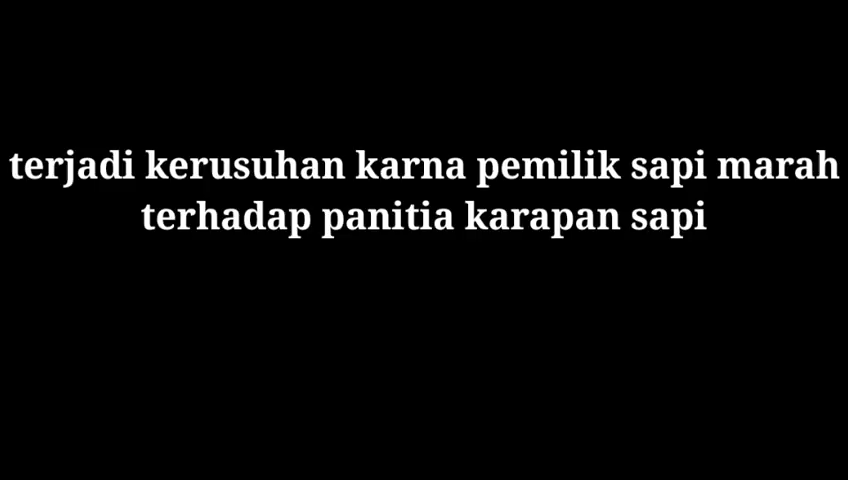 terjadi kerusuhan karna pemilik sapi marah
terhadap panitia karapan sapi